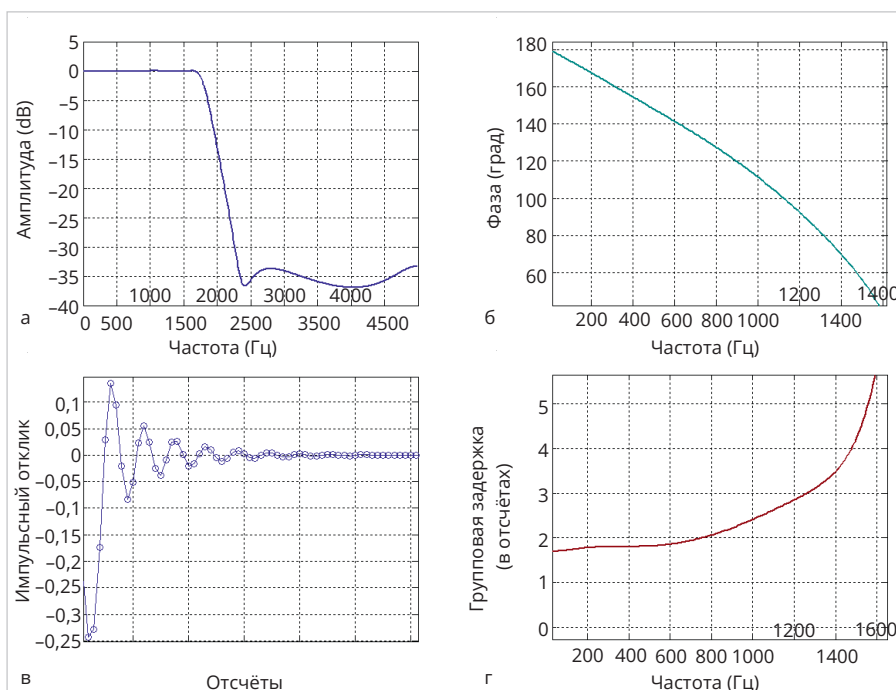 5
0
–5
–10
–15
–20
–25
–30
–35
–40
Амплитуда (dB)
1000 2000 3000 4000
0 500 1500 2500 3500 4500
Частота (Гц)
а
180
160
140
120
100
80
60
Фаза (град)
1200 1400
200 400 600 800 1000 1400
Частота (Гц)
б
0,1
0,05
0
–0,05
–0,1
–0,15
–0,2
–0,25
–0,3
–0,25
Импульсный отклик
Отсчёты
в
5
4
3
2
1
0
Групповая задержка
(в отсчётах)
1200 1600
200 400 600 800 1000 1400
Частота (Гц)
г